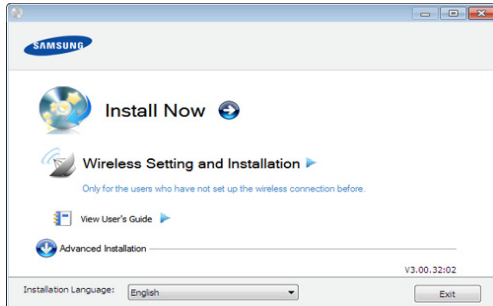 SAMSUNG
Install Now
Wireless Setting and Installation
Only for the users who have not set up the wireless connection before.
View User's Guide
Advanced Installation
V3.00.32:02
Installation Language: English Exit